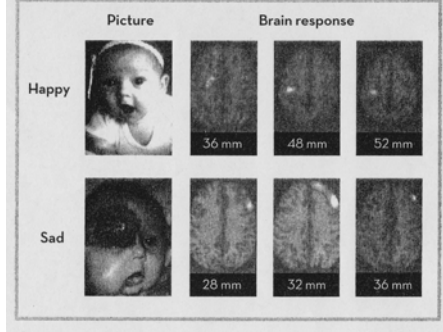 Picture Brain response
Happy
36 mm 48 mm 52 mm
Sad
28 mm 32 mm 36 mm